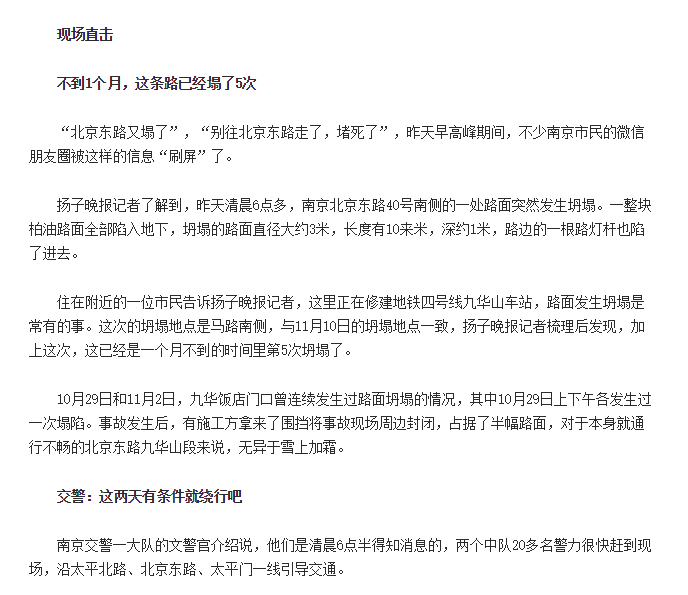 现场直击
不到1个月，这条路已经塌了5次
“北京东路又塌了”，“别往北京东路走了，堵死了”，昨天早高峰期间，不少南京市民的微信
朋友圈被这样的信息“刷屏”了。
扬子晚报记者了解到，昨天清晨6点多，南京北京东路40号南侧的一处路面突然发生坍塌。一整块
柏油路面全部陷入地下，坍塌的路面直径大约3米，长度有10来米，深约1米，路边的一根路灯杆也陷
了进去。
住在附近的一位市民告诉扬子晚报记者，这里正在修建地铁四号线九华山车站，路面发生坍塌是
常有的事。这次的坍塌地点是马路南侧，与11月10日的坍塌地点一致，扬子晚报记者梳理后发现，加
上这次，这已经是一个月不到的时间里第5次坍塌了。
10月29日和11月2日，九华饭店门口曾连续发生过路面坍塌的情况，其中10月29日上下午各发生过
一次塌陷。事故发生后，有施工方拿来了围挡将事故现场周边封闭，占据了半幅路面，对于本身就通
行不畅的北京东路九华山段来说，无异于雪上加霜。
交警：这两天有条件就绕行吧
南京交警一大队的文警官介绍说，他们是清晨6点半得知消息的，两个中队20多名警力很快赶到现
场，沿太平北路、北京东路、太平门一线引导交通。